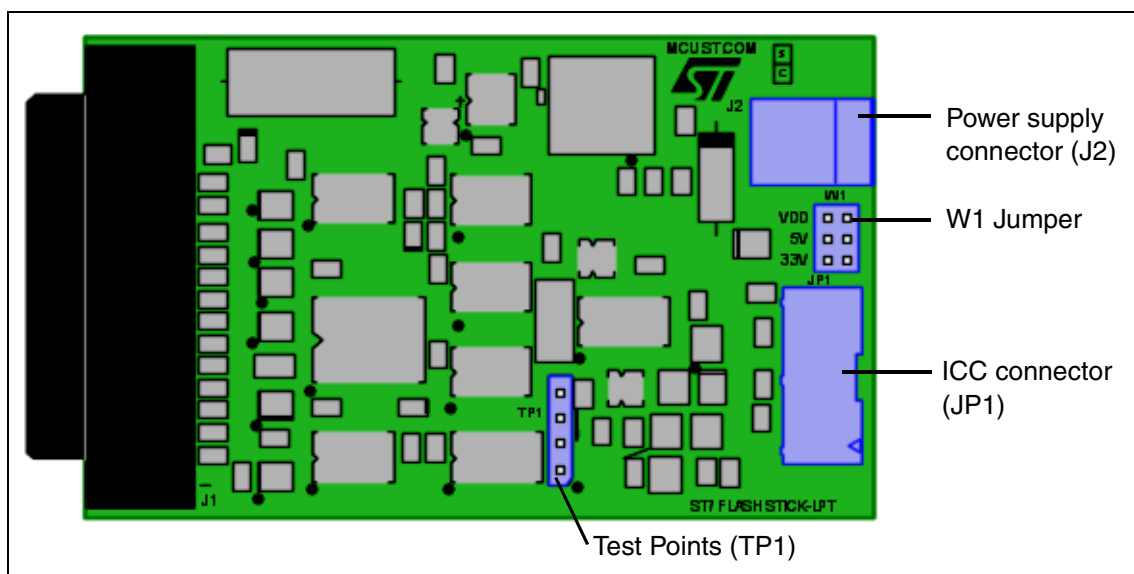 MCUSTCOM
S
C
ST
J2
Power supply
connector (J2)
W1
VDD
5V
33V
W1 Jumper
JP1
ICC connector
(JP1)
TP1
J1
ST7 FLASH STICK-LPT
Test Points (TP1)